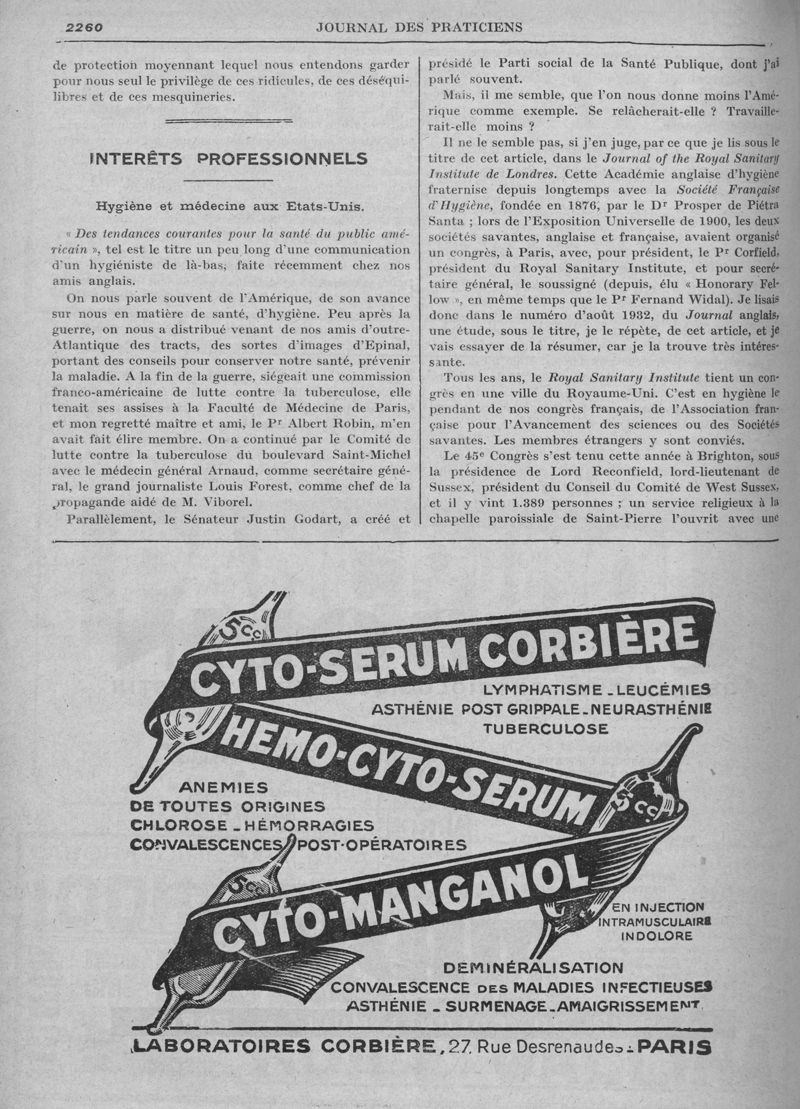 2260
JOURNAL DES PRATICIENS
de protection moyennant lequel nous entendons garder
pour nous seul le privilège de ces ridicules, de ces déséqui-
libres et de ces mesquineries.
INTERÊTS PROFESSIONNELS
Hygiène et médecine aux Etats-Unis.
« Des tendances courantes pour la santé du public amé-
ricain », tel est le titre un peu long d'une communication
d'un hygiéniste de là-bas, faite récemment chez nos
amis anglais.
On nous parle souvent de l'Amérique, de son avance
sur nous en matière de santé, d'hygiène. Peu après la
guerre, on nous a distribué venant de nos amis d'outre-
Atlantique des tracts, des sortes d'images d'Epinal,
portant des conseils pour conserver notre santé, prévenir
la maladie. A la fin de la guerre, siégeait une commission
franco-américaine de lutte contre la tuberculose, elle
tenait ses assises à la Faculté de Médecine de Paris,
et mon regretté maître et ami, le Pr Albert Robin, m'en
avait fait élire membre. On a continué par le Comité de
lutte contre la tuberculose du boulevard Saint-Michel
avec le médecin général Arnaud, comme secrétaire géné-
ral, le grand journaliste Louis Forest, comme chef de la
propagande aidé de M. Viborel.
Parallèlement, le Sénateur Justin Godart, a créé et
présidé le Parti social de la Santé Publique, dont j'ai
parlé souvent.
Mais, il me semble, que l'on nous donne moins l'Amé-
rique comme exemple. Se relâcherait-elle ? Travaille-
rait-elle moins ?
Il ne le semble pas, si j'en juge, par ce que je lis sous le
titre de cet article, dans le Journal of the Royal Sanitary
Institute de Londres. Cette Académie anglaise d'hygiène
fraternise depuis longtemps avec la Société Française
d'Hygiène, fondée en 1876, par le Dr Prosper de Piétra
Santa ; lors de l'Exposition Universelle de 1900, les deux
sociétés savantes, anglaise et française, avaient organisé
un congrès, à Paris, avec, pour président, le Pr Corfield,
président du Royal Sanitary Institute, et pour secré-
taire général, le soussigné (depuis, élu « Honorary Fel-
low », en même temps que le Pr Fernand Widal). Je lisais
donc dans le numéro d'août 1932, du Journal anglais,
une étude, sous le titre, je le répète, de cet article, et je
vais essayer de la résumer, car je la trouve très intéres-
sante.
Tous les ans, le Royal Sanitary Institute tient un con-
grès en une ville du Royaume-Uni. C'est en hygiène le
pendant de nos congrès français, de l'Association fran-
çaise pour l'Avancement des sciences ou des Sociétés
savantes. Les membres étrangers y sont conviés.
Le 45e Congrès s'est tenu cette année à Brighton, sous
la présidence de Lord Reconfield, lord-lieutenant de
Sussex, président du Conseil du Comité de West Sussex,
et il y vint 1.389 personnes ; un service religieux à la
chapelle paroissiale de Saint-Pierre l'ouvrit avec une
5cc
CYTO-SERUM CORBIÈRE
LYMPHATISME - LEUCÉMIES
ASTHÉNIE POST GRIPPALE - NEURASTHÉNIE
TUBERCULOSE
HEMO-CYTO-SERUM
5cc
ANEMIES
DE TOUTES ORIGINES
CHLOROSE - HÉMORRAGIES
CONVALESCENCES POST-OPÉRATOIRES
5cc
CYTO-MANGANOL
EN INJECTION
INTRAMUSCULAIRE
INDOLORE
DEMINÉRALISATION
CONVALESCENCE DES MALADIES INFECTIEUSES
ASTHÉNIE - SURMENAGE - AMAIGRISSEMENT.
LABORATOIRES CORBIÈRE, 27, Rue Desrenaudes - PARIS